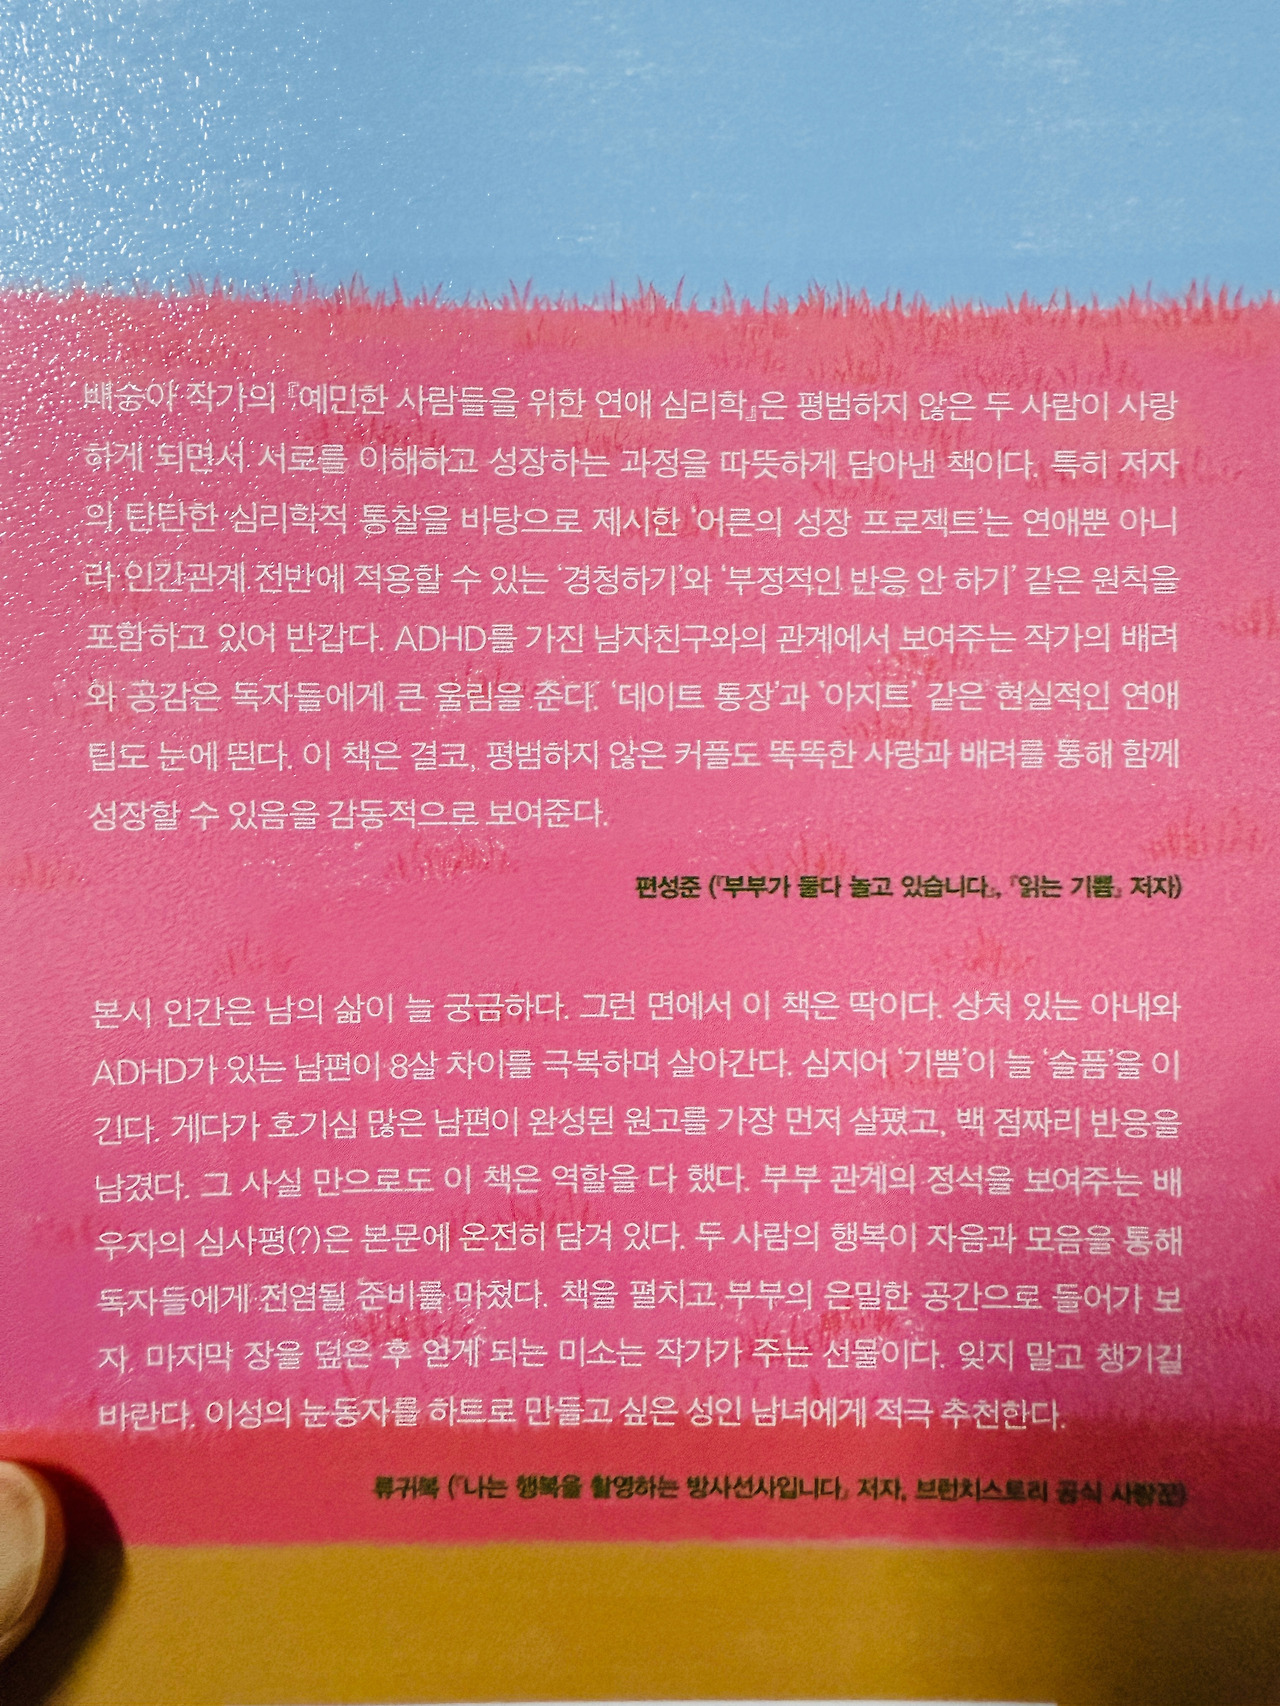 배숭아 작가의 『예민한 사람들을 위한 연애 심리학』은 평범하지 않은 두 사람이 사랑
하게 되면서 서로를 이해하고 성장하는 과정을 따뜻하게 담아낸 책이다. 특히 저자
의 탄탄한 심리학적 통찰을 바탕으로 제시한 ‘어른의 성장 프로젝트’는 연애뿐 아니
라 인간관계 전반에 적용할 수 있는 ‘경청하기’와 ‘부정적인 반응 안 하기’ 같은 원칙을
포함하고 있어 반갑다. ADHD를 가진 남자친구와의 관계에서 보여주는 작가의 배려
와 공감은 독자들에게 큰 울림을 준다. ‘데이트 통장’과 ‘아지트’ 같은 현실적인 연애
팁도 눈에 띈다. 이 책은 결코, 평범하지 않은 커플도 똑똑한 사랑과 배려를 통해 함께
성장할 수 있음을 감동적으로 보여준다.
편성준 (『부부가 둘다 놀고 있습니다』, 『읽는 기쁨』 저자)
본시 인간은 남의 삶이 늘 궁금하다. 그런 면에서 이 책은 딱이다. 상처 있는 아내와
ADHD가 있는 남편이 8살 차이를 극복하며 살아간다. 심지어 ‘기쁨’이 늘 ‘슬픔’을 이
긴다. 게다가 호기심 많은 남편이 완성된 원고를 가장 먼저 살폈고, 백 점짜리 반응을
남겼다. 그 사실 만으로도 이 책은 역할을 다 했다. 부부 관계의 정석을 보여주는 배
우자의 심사평(?)은 본문에 온전히 담겨 있다. 두 사람의 행복이 자음과 모음을 통해
독자들에게 전염될 준비를 마쳤다. 책을 펼치고 부부의 은밀한 공간으로 들어가 보
자. 마지막 장을 덮은 후 얻게 되는 미소는 작가가 주는 선물이다. 잊지 말고 챙기길
바란다. 이성의 눈동자를 하트로 만들고 싶은 성인 남녀에게 적극 추천한다.
류귀복 (『나는 행복을 촬영하는 방사선사입니다』 저자, 브런치스토리 공식 사랑꾼)